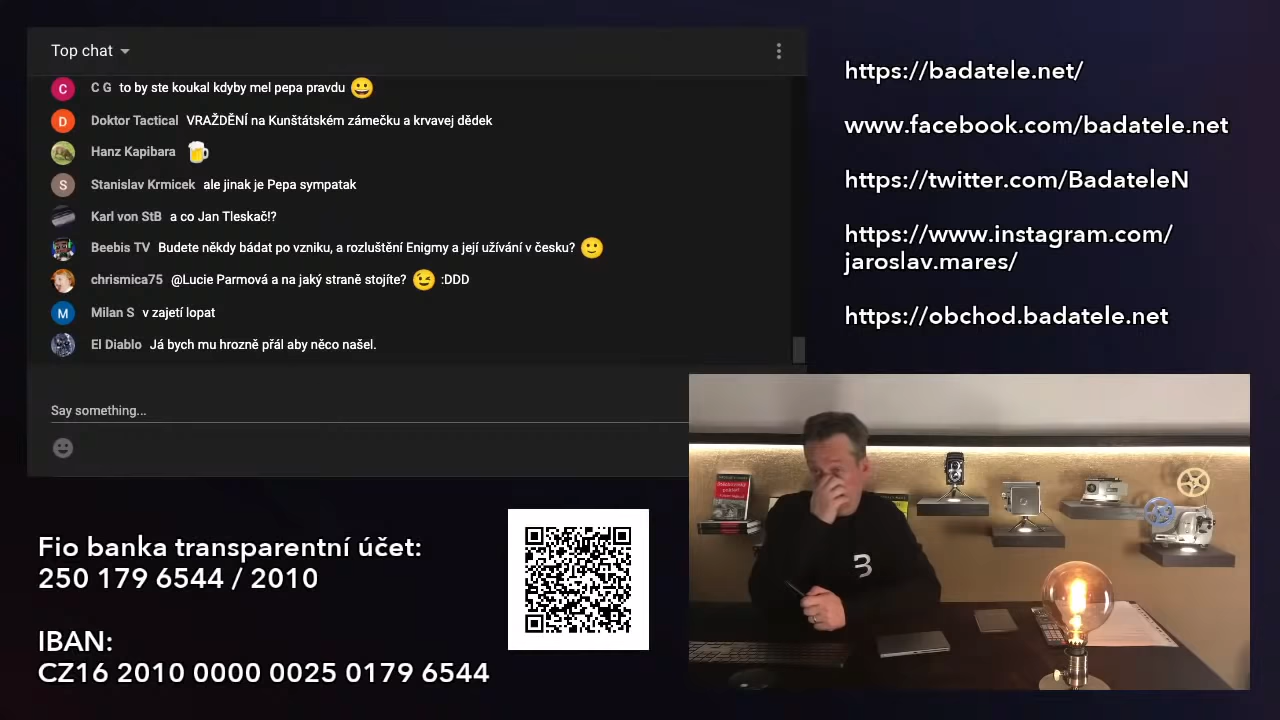 Top chat
C C G to by ste koukal kdyby mel pepa pravdu 😀
D Doktor Tactical VRAŽDĚNÍ na Kunštátském zámečku a krvavej dědek
Hanz Kapibara 🍺
S Stanislav Krmicek ale jinak je Pepa sympatak
Karl von StB a co Jan Tleskač!?
Beebis TV Budete někdy bádat po vzniku, a rozluštění Enigmy a její užívání v česku? 🙂
chrismica75 @Lucie Parmová a na jaký straně stojíte? 😉 :DDD
M Milan S v zajetí lopat
El Diablo Já bych mu hrozně přál aby něco našel.
Say something...
https://badatele.net/
www.facebook.com/badatele.net
https://twitter.com/BadateleN
https://www.instagram.com/
jaroslav.mares/
https://obchod.badatele.net
Fio banka transparentní účet:
250 179 6544 / 2010
IBAN:
CZ16 2010 0000 0025 0179 6544
B